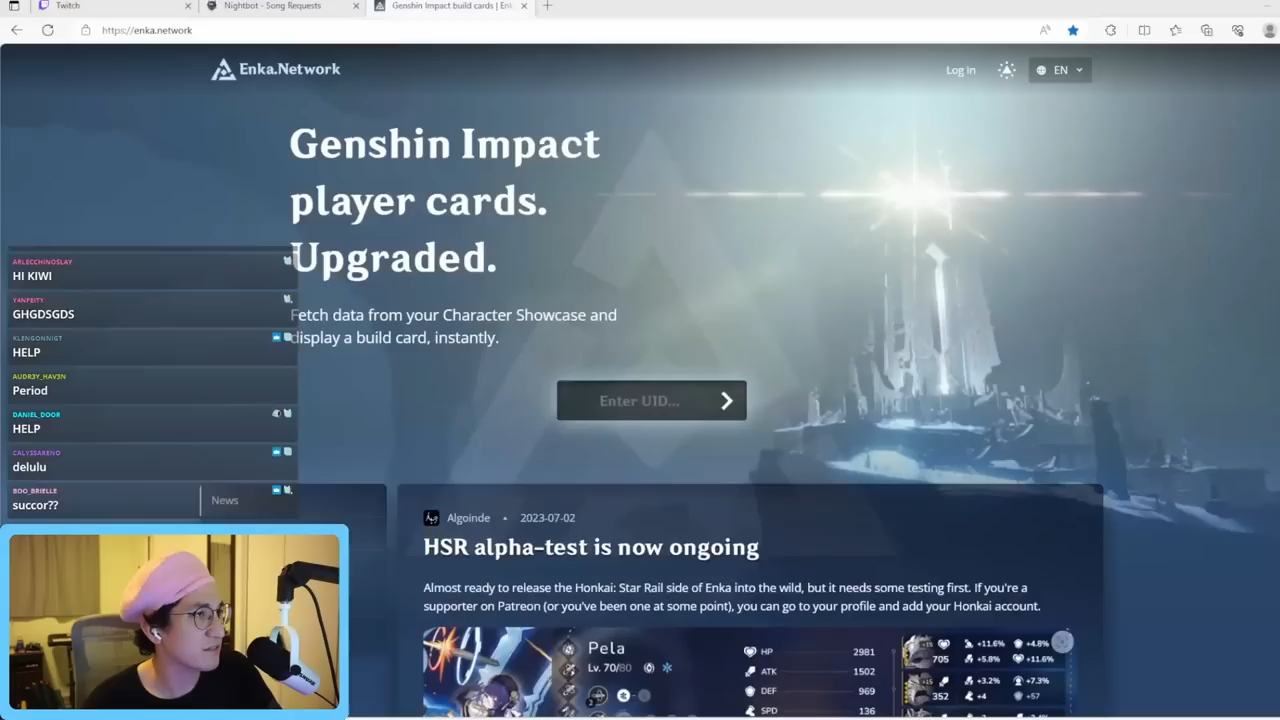 Twitch
Nightbot - Song Requests
Genshin Impact build cards | Enk
https://enka.network
Enka.Network
Log in
EN
Genshin Impact
player cards.
Upgraded.
Fetch data from your Character Showcase and
display a build card, instantly.
Enter UID...
ARLECCHINOSLAY
HI KIWI
Y4NFEITY
GHGDSGDS
KLENGONNIGT
HELP
AUDR3Y_HAV3N
Period
DANIEL_DOOR
HELP
CALYSSARENO
delulu
BOO_BRIELLE
succor??
News
Algoinde • 2023-07-02
HSR alpha-test is now ongoing
Almost ready to release the Honkai: Star Rail side of Enka into the wild, but it needs some testing first. If you're a
supporter on Patreon (or you've been one at some point), you can go to your profile and add your Honkai account.
Pela
Lv. 70/80
HP 2981
ATK 1502
DEF 969
SPD 136
+15
705
+11.6% +4.8%
+5.8% +11.6%
+15
352
+3.2% +7.3%
+4 +57